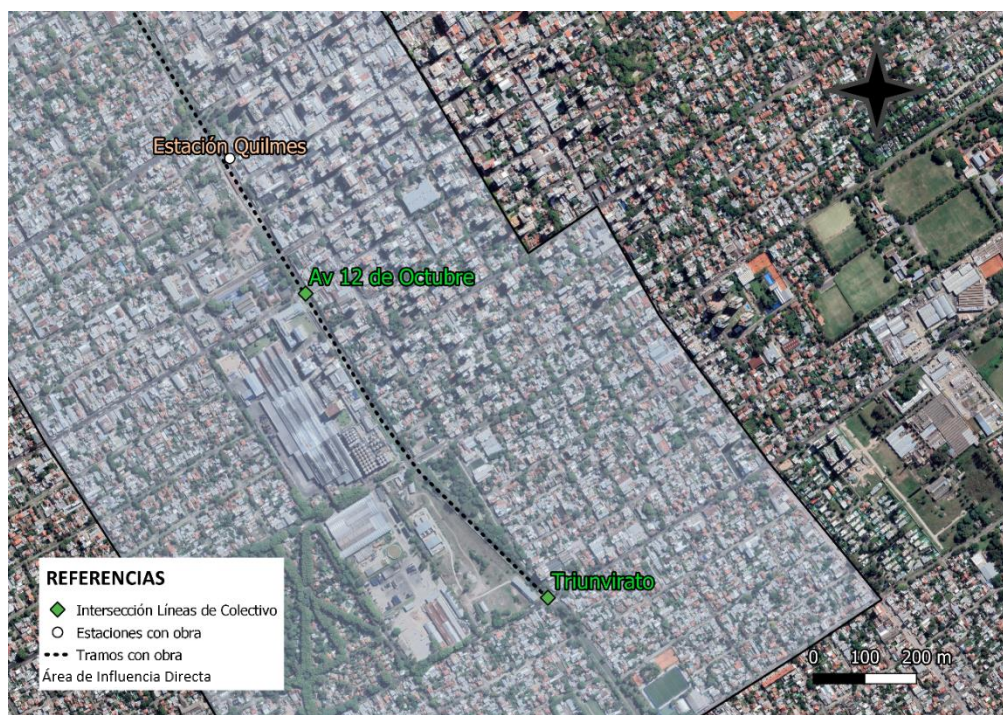 Estación Quilmes
Av 12 de Octubre
Triunvirato
REFERENCIAS
Intersección Líneas de Colectivo
Estaciones con obra
Tramos con obra
Área de Influencia Directa
0 100 200 m